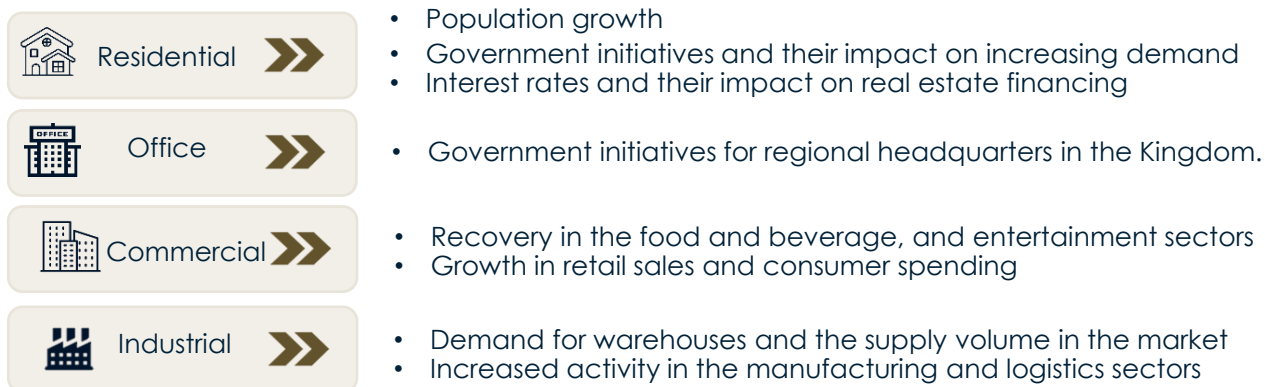 Residential
• Population growth
• Government initiatives and their impact on increasing demand
• Interest rates and their impact on real estate financing
OFFICE
Office
• Government initiatives for regional headquarters in the Kingdom.
Commercial
• Recovery in the food and beverage, and entertainment sectors
• Growth in retail sales and consumer spending
Industrial
• Demand for warehouses and the supply volume in the market
• Increased activity in the manufacturing and logistics sectors